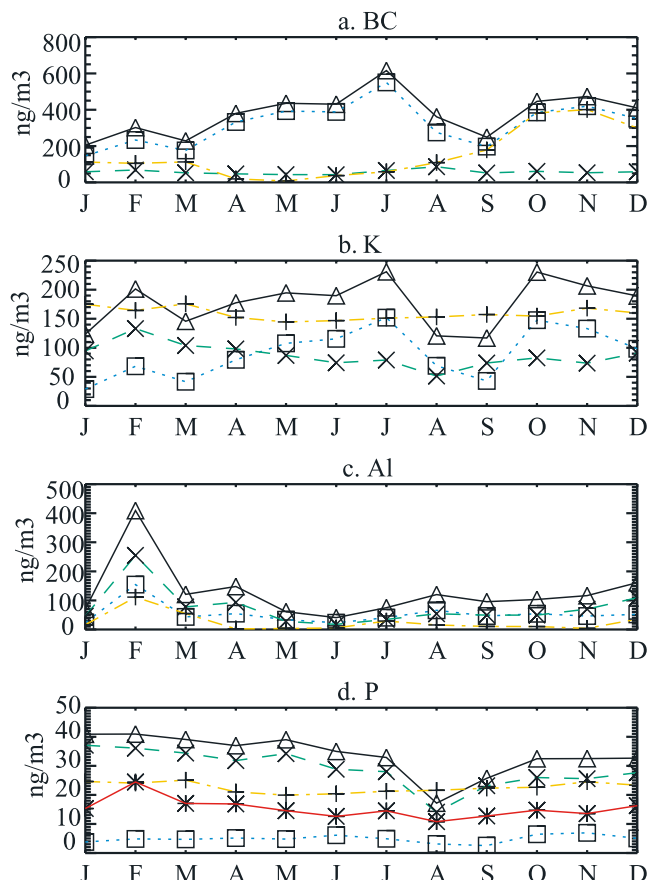 a. BC
800
600
400
200
0
ng/m3
J F M A M J J A S O N D
b. K
250
200
150
100
50
0
ng/m3
J F M A M J J A S O N D
c. Al
500
400
300
200
100
0
ng/m3
J F M A M J J A S O N D
d. P
50
40
30
20
10
0
ng/m3
J F M A M J J A S O N D